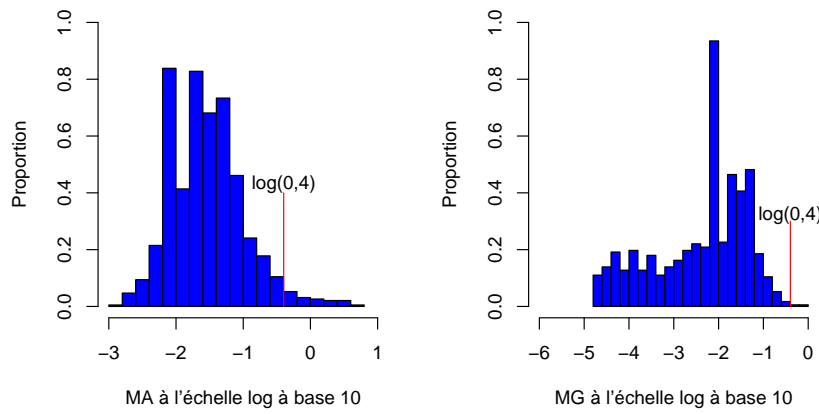 Proportion
1.0
0.8
0.6
0.4
0.2
0.0
log(0,4)
−3 −2 −1 0 1
MA à l'échelle log à base 10
Proportion
1.0
0.8
0.6
0.4
0.2
0.0
log(0,4)
−6 −5 −4 −3 −2 −1 0
MG à l'échelle log à base 10